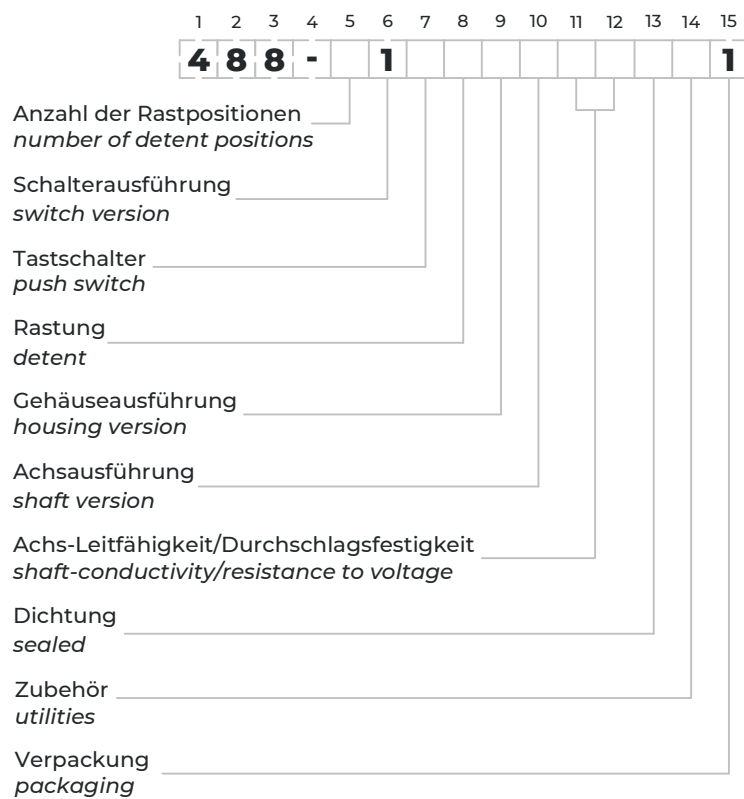 1 2 3 4 5 6 7 8 9 10 11 12 13 14 15
4 8 8 - 1 1
Anzahl der Rastpositionen
number of detent positions
Schalterausführung
switch version
Tastschalter
push switch
Rastung
detent
Gehäuseausführung
housing version
Achsausführung
shaft version
Achs-Leitfähigkeit/Durchschlagsfestigkeit
shaft-conductivity/resistance to voltage
Dichtung
sealed
Zubehör
utilities
Verpackung
packaging